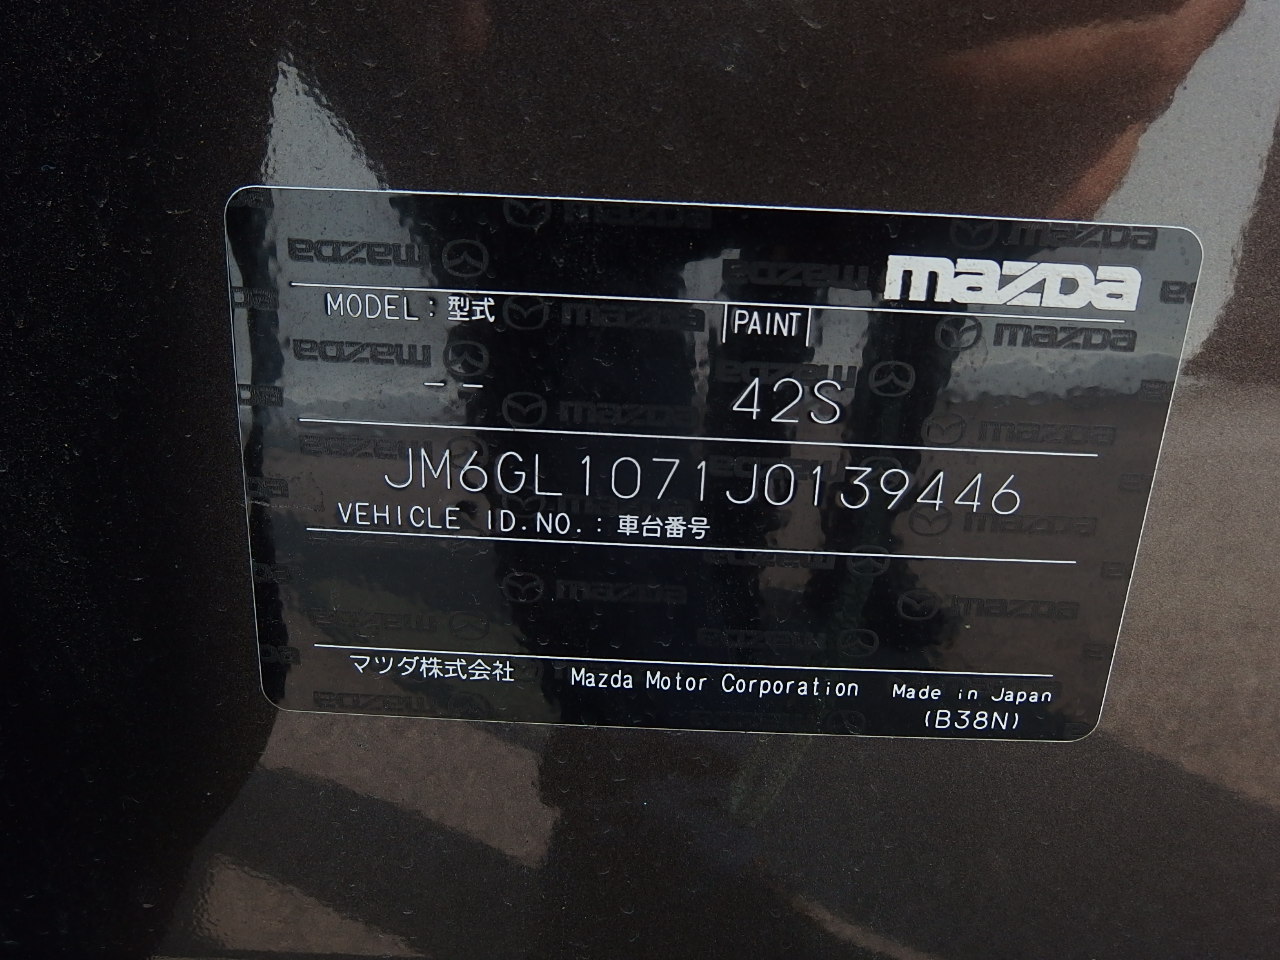 mazda
MODEL : 型式
PAINT
--
42S
JM6GL1071J0139446
VEHICLE ID.NO. : 車台番号
マツダ株式会社 Mazda Motor Corporation Made in Japan
(B38N)